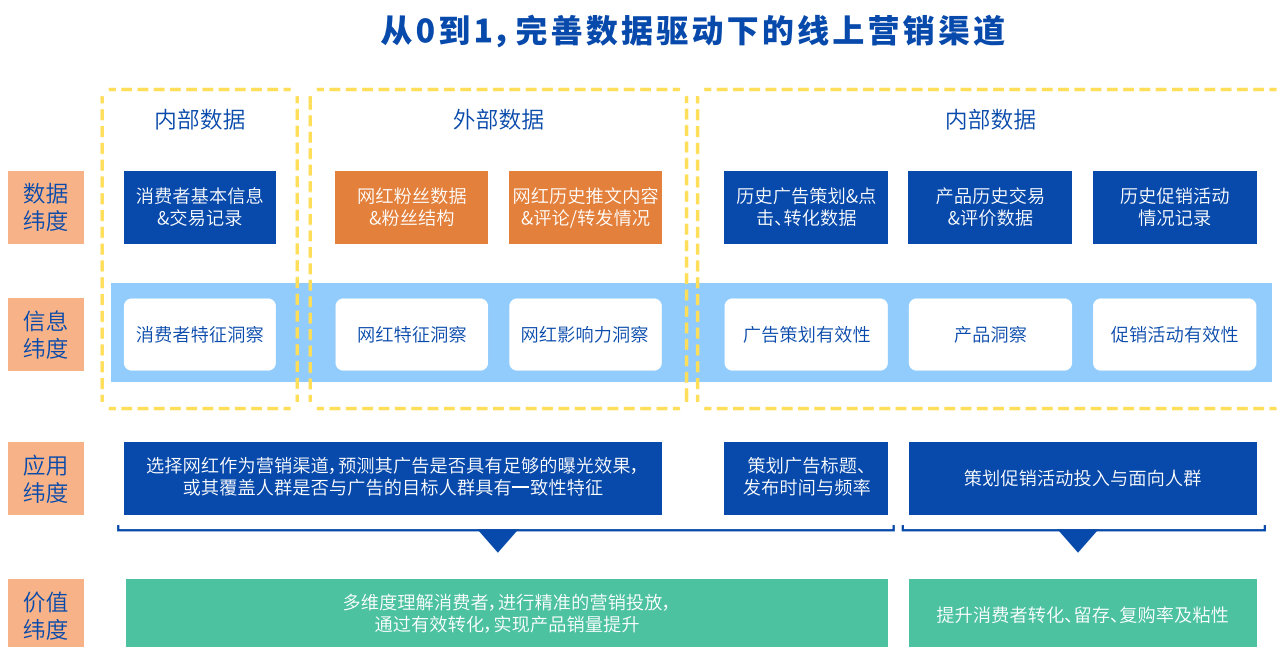 从0到1,完善数据驱动下的线上营销渠道
内部数据
外部数据
内部数据
数据
纬度
消费者基本信息
&交易记录
网红粉丝数据
&粉丝结构
网红历史推文内容
&评论/转发情况
历史广告策划&点
击、转化数据
产品历史交易
&评价数据
历史促销活动
情况记录
信息
纬度
消费者特征洞察
网红特征洞察
网红影响力洞察
广告策划有效性
产品洞察
促销活动有效性
应用
纬度
选择网红作为营销渠道,预测其广告是否具有足够的曝光效果,
或其覆盖人群是否与广告的目标人群具有一致性特征
策划广告标题、
发布时间与频率
策划促销活动投入与面向人群
价值
纬度
多维度理解消费者,进行精准的营销投放,
通过有效转化,实现产品销量提升
提升消费者转化、留存、复购率及粘性